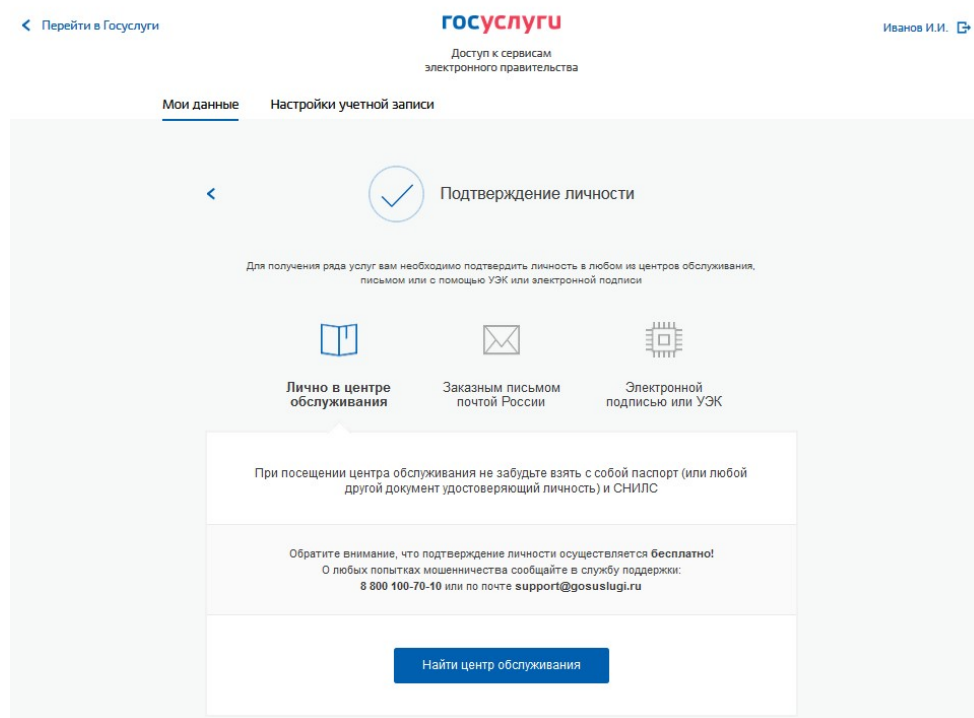 Перейти в Госуслуги
госуслуги
Иванов И.И.
Доступ к сервисам
электронного правительства
Мои данные
Настройки учетной записи
Подтверждение личности
Для получения ряда услуг вам необходимо подтвердить личность в любом из центров обслуживания,
письмом или с помощью УЭК или электронной подписи
Лично в центре
обслуживания
Заказным письмом
почтой России
Электронной
подписью или УЭК
При посещении центра обслуживания не забудьте взять с собой паспорт (или любой
другой документ удостоверяющий личность) и СНИЛС
Обратите внимание, что подтверждение личности осуществляется бесплатно!
О любых попытках мошенничества сообщайте в службу поддержки:
8 800 100-70-10 или по почте support@gosuslugi.ru
Найти центр обслуживания